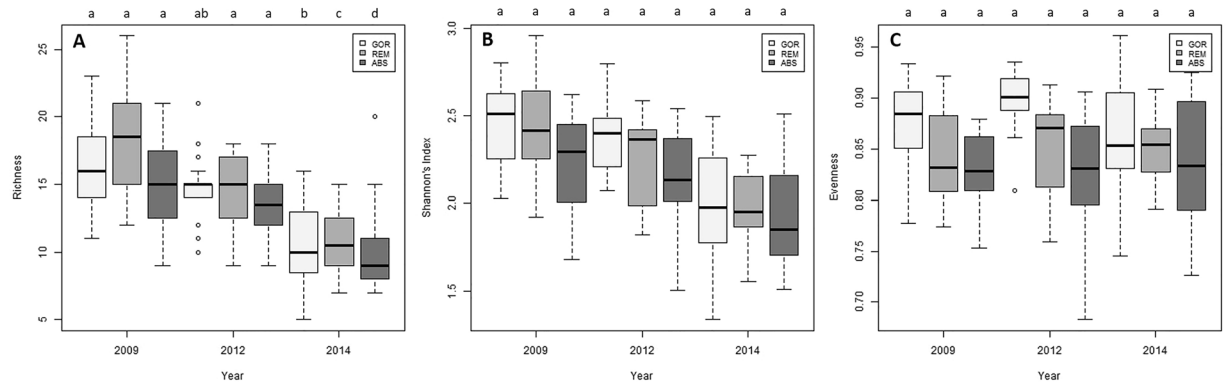 a a a ab a a b c d
A
GOR
REM
ABS
25
20
15
10
5
Richness
2009 2012 2014
Year
a a a a a a a a a
B
GOR
REM
ABS
3.0
2.5
2.0
1.5
Shannon's Index
2009 2012 2014
Year
a a a a a a a a a
C
GOR
REM
ABS
0.95
0.90
0.85
0.80
0.75
0.70
Evenness
2009 2012 2014
Year